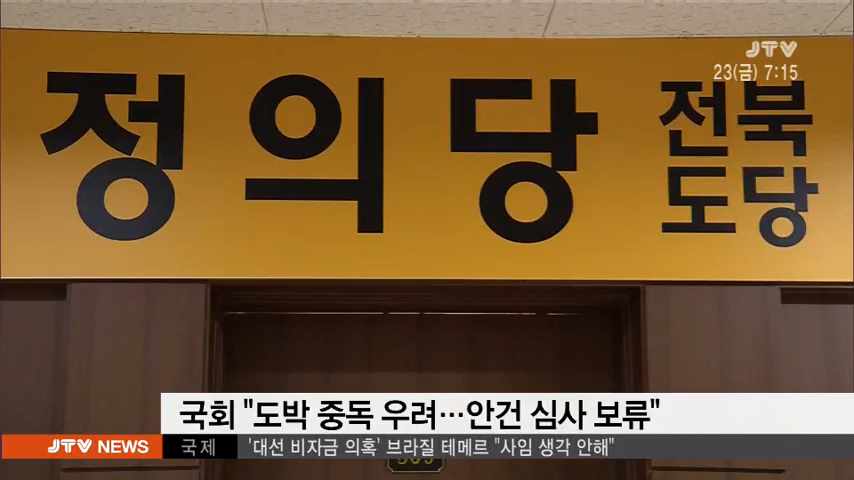 JTV
23(금) 7:15
정의당 전북
도당
국회 "도박 중독 우려…안건 심사 보류"
JTV NEWS
국제 '대선 비자금 의혹' 브라질 테메르 "사임 생각 안해"